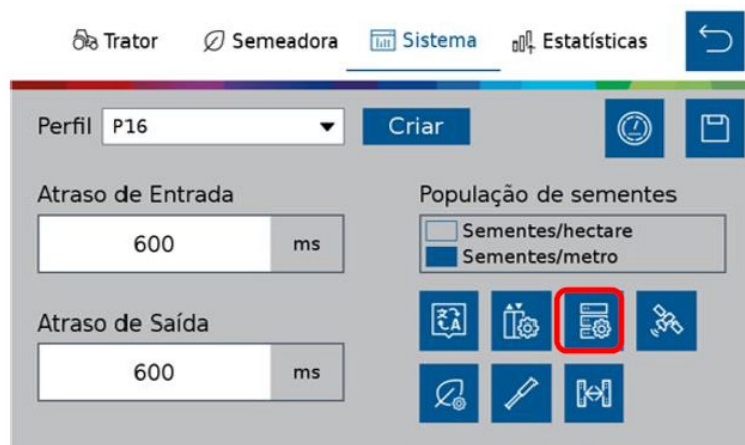 Trator
Semeadora
Sistema
Estatísticas
Perfil
P16
Criar
Atraso de Entrada
600
ms
População de sementes
Sementes/hectare
Sementes/metro
Atraso de Saída
600
ms